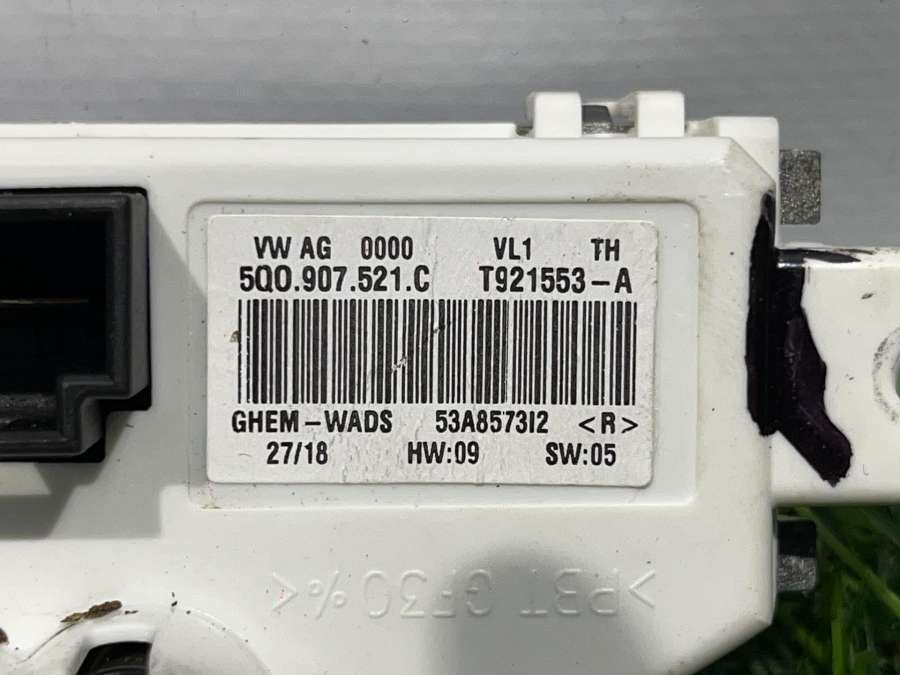 VW AG 0000 VL1 TH
5Q0.907.521.C T921553-A
GHEM-WADS 53A8573I2 <R>
27/18 HW:09 SW:05
>PBT GF30%<